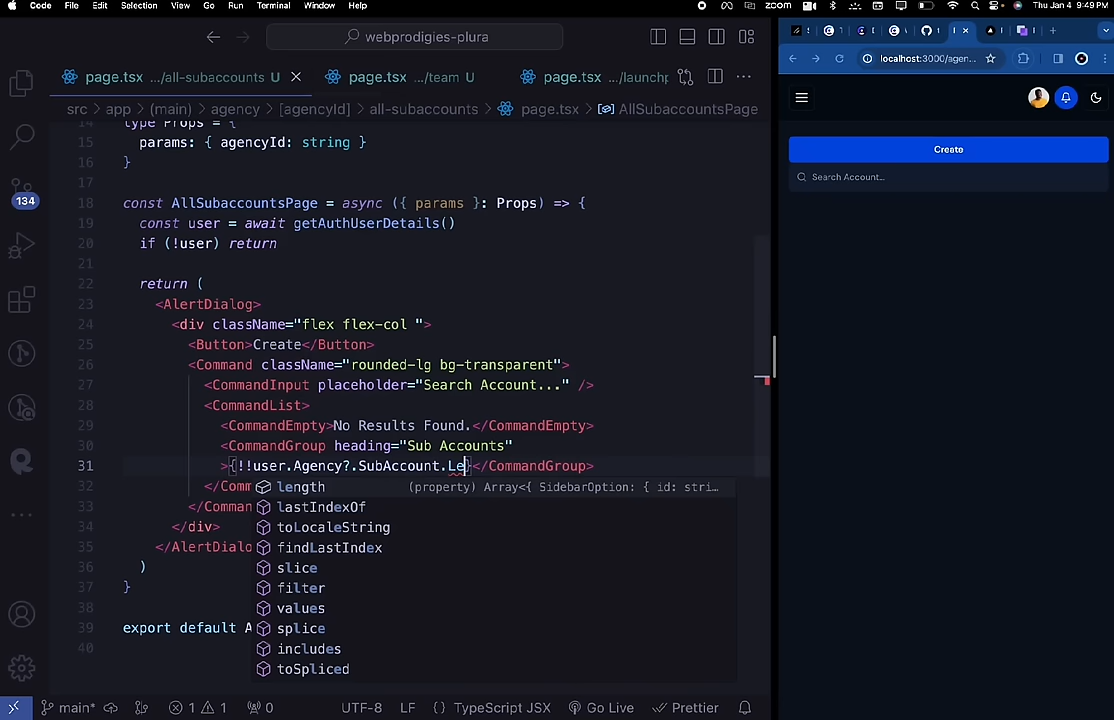 Code File Edit Selection View Go Run Terminal Window Help zoom Thu Jan 4 9:49 PM
webprodigies-plura
page.tsx .../all-subaccounts U page.tsx .../team U page.tsx .../launchp
src > app > (main) > agency > [agencyId] > all-subaccounts > page.tsx > AllSubaccountsPage
14 type Props = {
15 params: { agencyId: string }
16 }
17
18 const AllSubaccountsPage = async ({ params }: Props) => {
19 const user = await getAuthUserDetails()
20 if (!user) return
21
22 return (
23 <AlertDialog>
24 <div className="flex flex-col ">
25 <Button>Create</Button>
26 <Command className="rounded-lg bg-transparent">
27 <CommandInput placeholder="Search Account..." />
28 <CommandList>
29 <CommandEmpty>No Results Found.</CommandEmpty>
30 <CommandGroup heading="Sub Accounts"
31 >{!!user.Agency?.SubAccount.Le}</CommandGroup>
32 </Comm
33 </Comman
34 </div>
35 </AlertDialo
36 )
37 }
38
39 export default A
40
length (property) Array<{ SidebarOption: { id: stri...
lastIndexOf
toLocaleString
findLastIndex
slice
filter
values
splice
includes
toSpliced
134
main* 1 1 0 UTF-8 LF {} TypeScript JSX Go Live Prettier
localhost:3000/agen...
Create
Search Account...